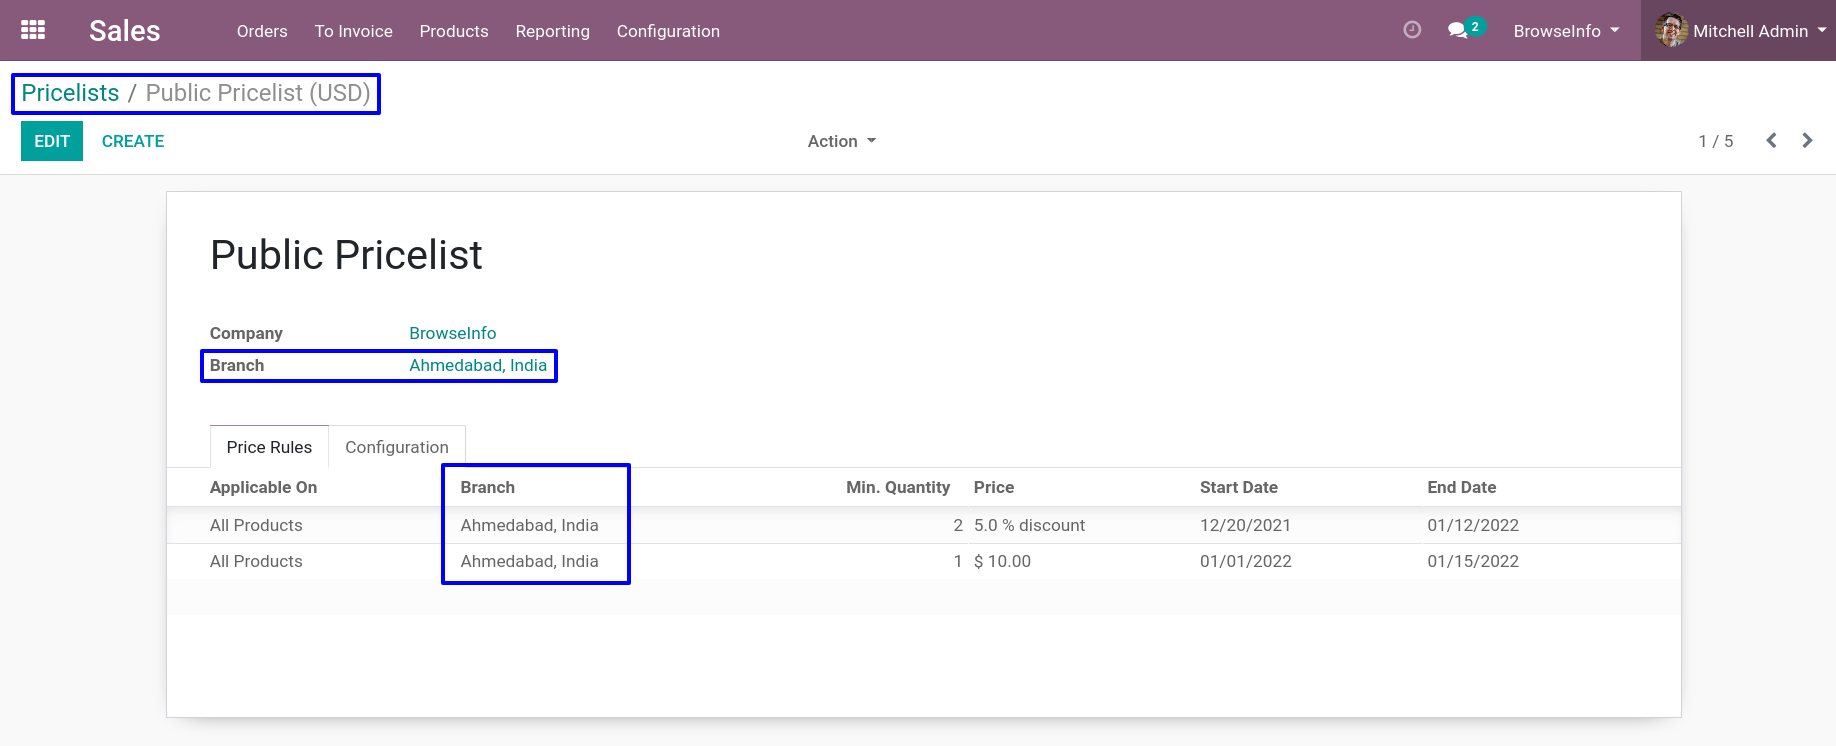 Sales Orders To Invoice Products Reporting Configuration 2 BrowseInfo Mitchell Admin
Pricelists / Public Pricelist (USD)
EDIT CREATE Action 1 / 5
Public Pricelist
Company BrowseInfo
Branch Ahmedabad, India
Price Rules Configuration
Applicable On Branch Min. Quantity Price Start Date End Date
All Products Ahmedabad, India 2 5.0 % discount 12/20/2021 01/12/2022
All Products Ahmedabad, India 1 $ 10.00 01/01/2022 01/15/2022